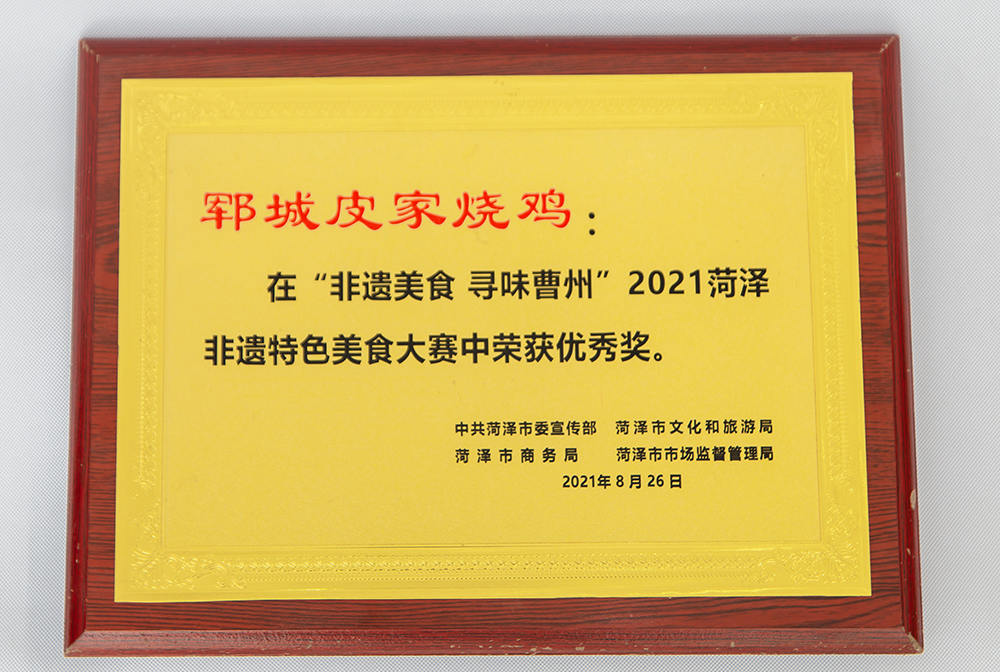 郓城皮家烧鸡：
在“非遗美食 寻味曹州”2021菏泽
非遗特色美食大赛中荣获优秀奖。
中共菏泽市委宣传部 菏泽市文化和旅游局
菏泽市商务局 菏泽市市场监督管理局
2021年8月26日